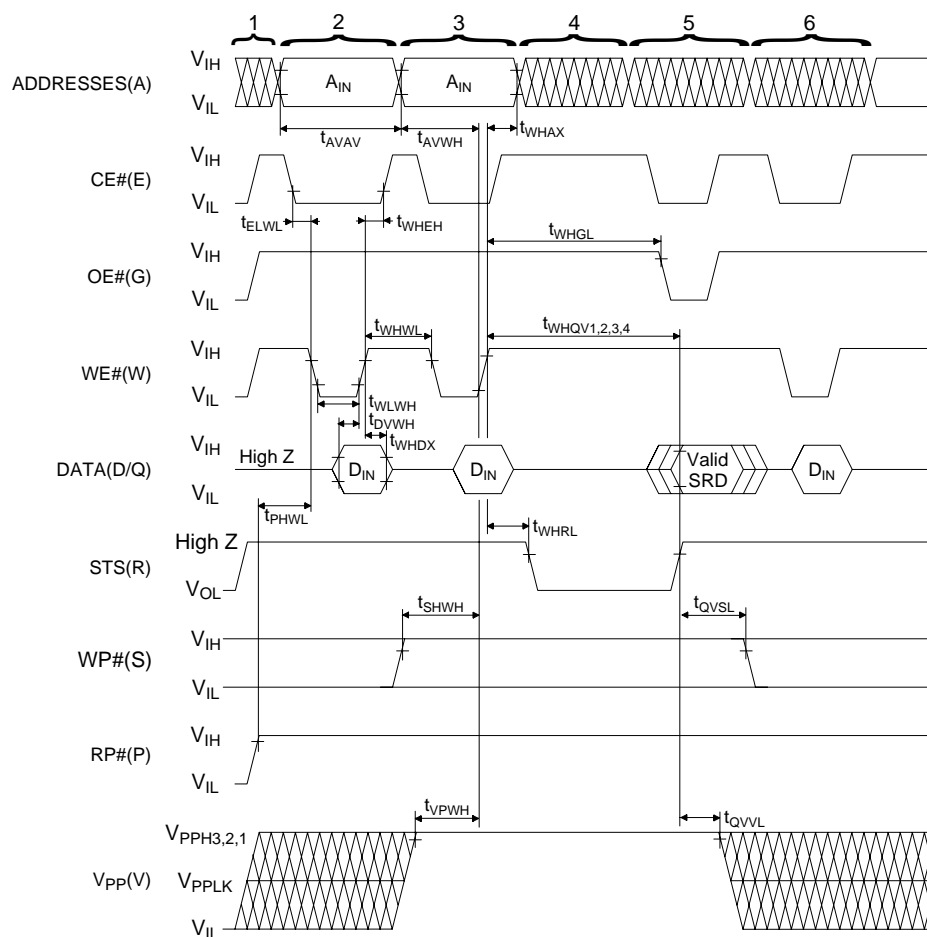 1 2 3 4 5 6
ADDRESSES(A)
VIH
VIL
AIN AIN
tAVAV tAVWH tWHAX
CE#(E)
VIH
VIL
tELWL tWHEH tWHGL
OE#(G)
VIH
VIL
tWHWL tWHQV1,2,3,4
WE#(W)
VIH
VIL
tWLWH
tDVWH
tWHDX
DATA(D/Q)
VIH
High Z
VIL
DIN DIN
Valid
SRD
DIN
tPHWL tWHRL
STS(R)
High Z
VOL
tSHWH tQVSL
WP#(S)
VIH
VIL
RP#(P)
VIH
VIL
tVPWH tQVVL
VPP(V)
VPPH3,2,1
VPPLK
VIL